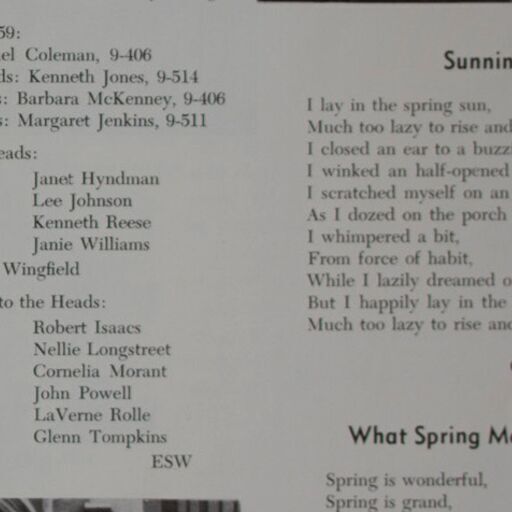 59:
el Coleman, 9-406
ds: Kenneth Jones, 9-514
s: Barbara McKenney, 9-406
s: Margaret Jenkins, 9-511
eads:
Janet Hyndman
Lee Johnson
Kenneth Reese
Janie Williams
Wingfield
to the Heads:
Robert Isaacs
Nellie Longstreet
Cornelia Morant
John Powell
LaVerne Rolle
Glenn Tompkins
ESW
Sunnin
I lay in the spring sun,
Much too lazy to rise and
I closed an ear to a buzz
I winked an half-opened
I scratched myself on an
As I dozed on the porch
I whimpered a bit,
From force of habit,
While I lazily dreamed o
But I happily lay in the
Much too lazy to rise and
What Spring M
Spring is wonderful,
Spring is grand,